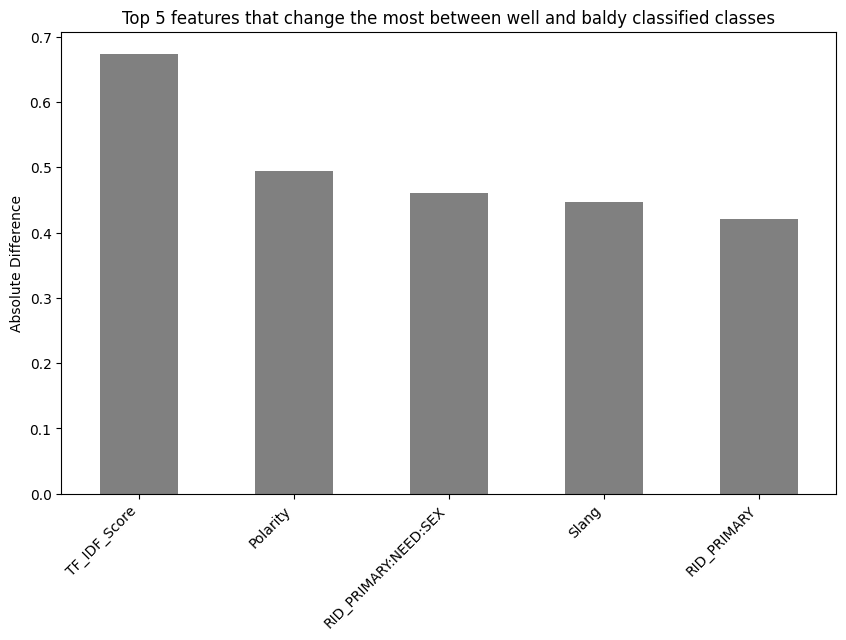 Top 5 features that change the most between well and baldy classified classes
Absolute Difference
0.7
0.6
0.5
0.4
0.3
0.2
0.1
0.0
TF_IDF_Score
Polarity
RID_PRIMARY:NEED:SEX
Slang
RID_PRIMARY